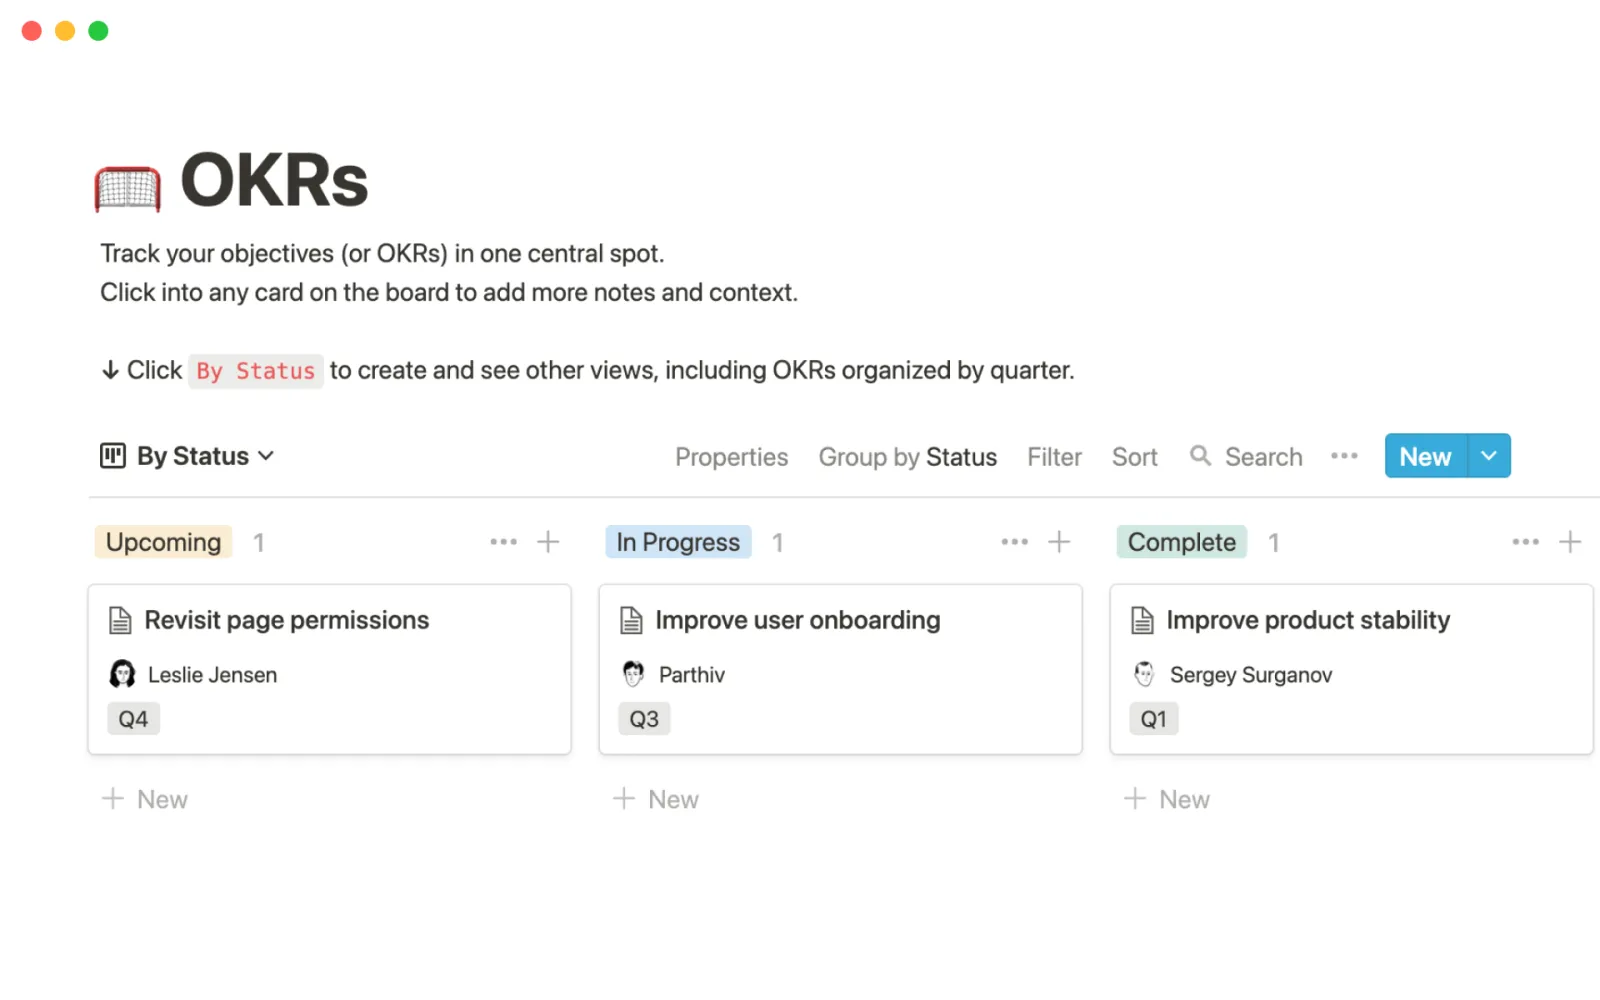 OKRs
Track your objectives (or OKRs) in one central spot.
Click into any card on the board to add more notes and context.
↓ Click By Status to create and see other views, including OKRs organized by quarter.
By Status Properties Group by Status Filter Sort Search ••• New
Upcoming 1 ••• + In Progress 1 ••• + Complete 1 ••• +
Revisit page permissions
Leslie Jensen
Q4
+ New
Improve user onboarding
Parthiv
Q3
+ New
Improve product stability
Sergey Surganov
Q1
+ New